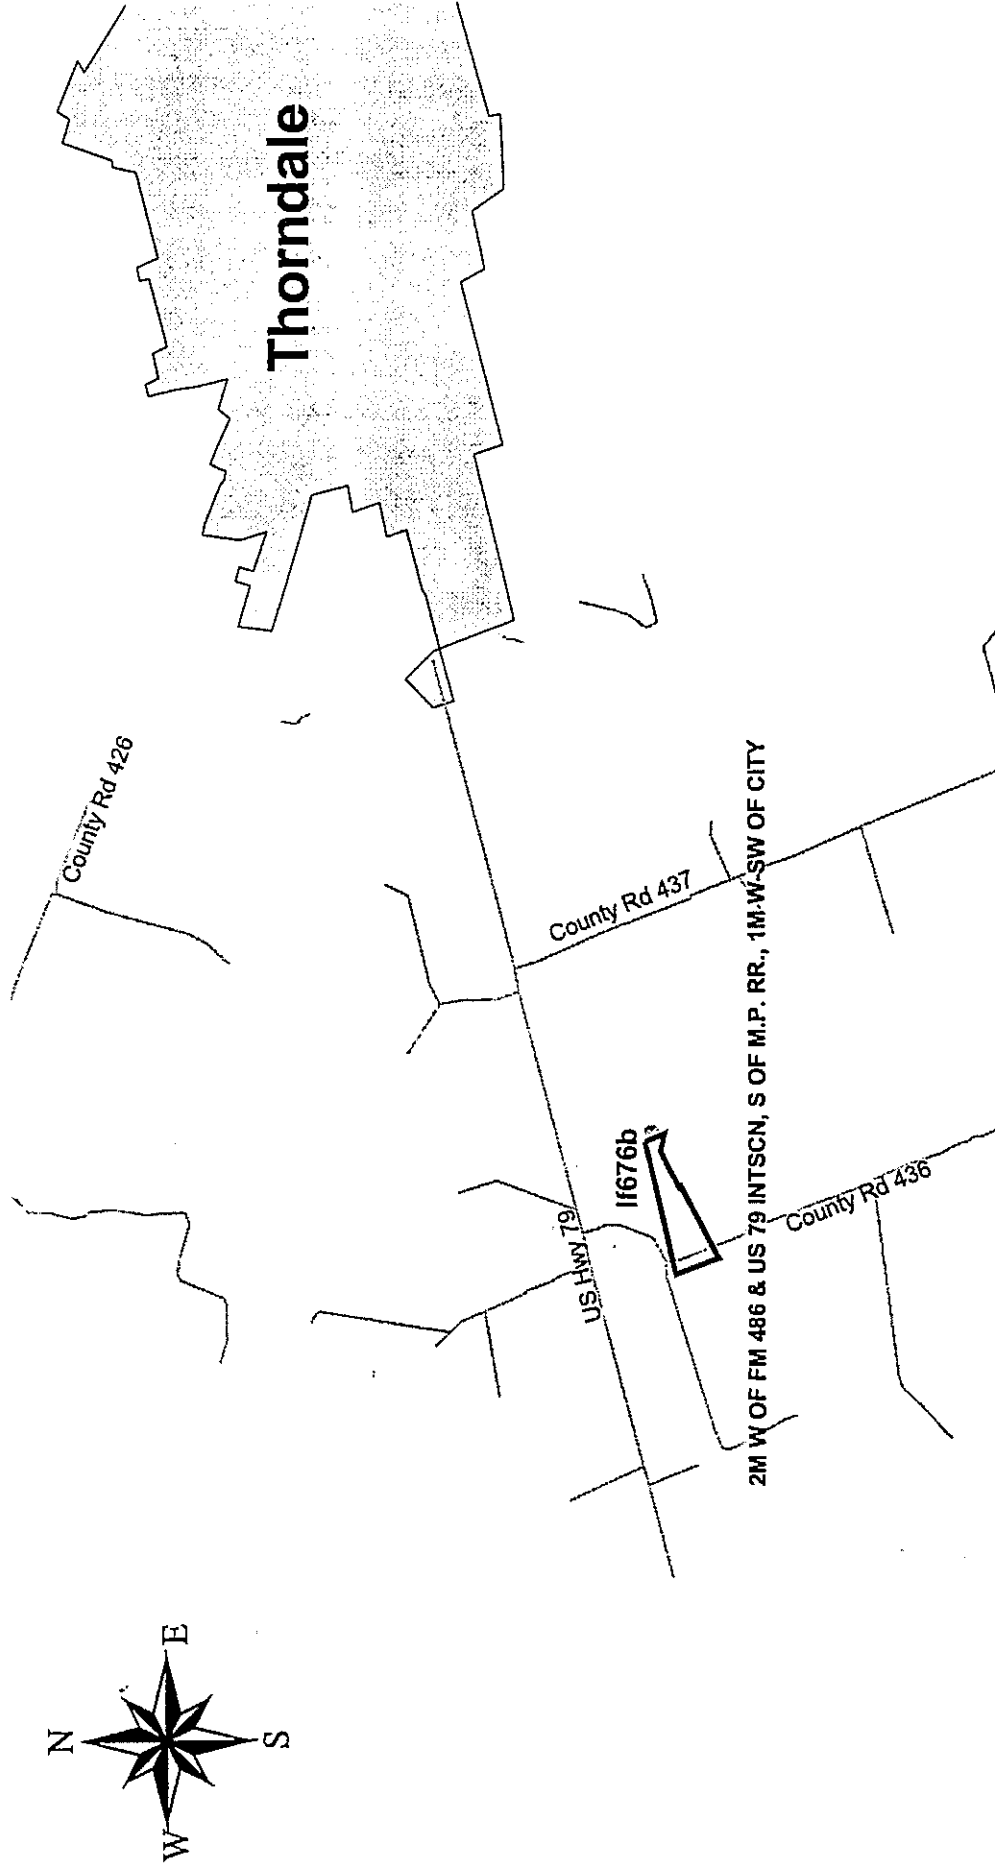 Thorndale
County Rd 426
County Rd 437
lf676b
US Hwy 79
2M W OF FM 486 & US 79 INTSCN, S OF M.P. RR., 1M W-SW OF CITY
County Rd 436
N
W
E
S